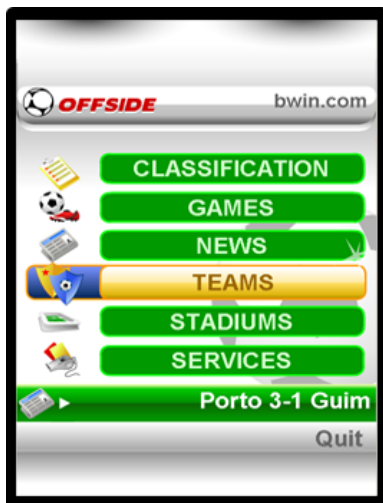 OFFSIDE
bwin.com
CLASSIFICATION
GAMES
NEWS
TEAMS
STADIUMS
SERVICES
Porto 3-1 Guim
Quit